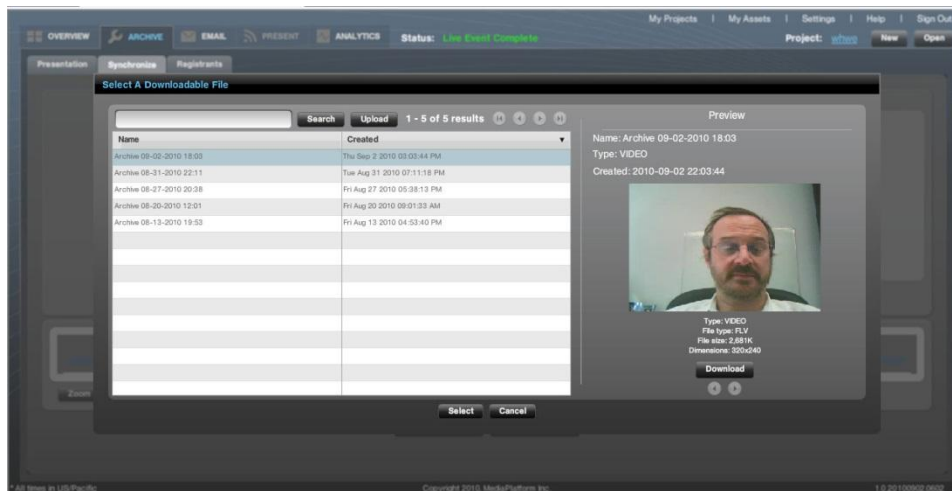 My Projects | My Assets | Settings | Help | Sign Out
OVERVIEW ARCHIVE EMAIL PRESENT ANALYTICS Status: Live Event Complete Project: whwo New Open
Presentation Synchronize Registrants
Select A Downloadable File
Search Upload 1 - 5 of 5 results
Preview
Name Created
Name: Archive 09-02-2010 18:03
Type: VIDEO
Created: 2010-09-02 22:03:44
Archive 09-02-2010 18:03 Thu Sep 2 2010 03:03:44 PM
Archive 08-31-2010 22:11 Tue Aug 31 2010 07:11:18 PM
Archive 08-27-2010 20:38 Fri Aug 27 2010 05:38:13 PM
Archive 08-20-2010 12:01 Fri Aug 20 2010 09:01:33 AM
Archive 08-13-2010 19:53 Fri Aug 13 2010 04:53:40 PM
Type: VIDEO
File type: FLV
File size: 2,681K
Dimensions: 320x240
Download
Zoom
Select Cancel
* All times in US/Pacific Copyright 2010 MediaPlatform Inc. 1.0.20100902.0602